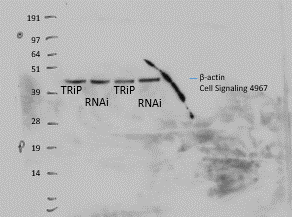 191
97
64
51
39
28
19
14
β-actin
Cell Signaling 4967
TRiP TRiP
RNAi RNAi